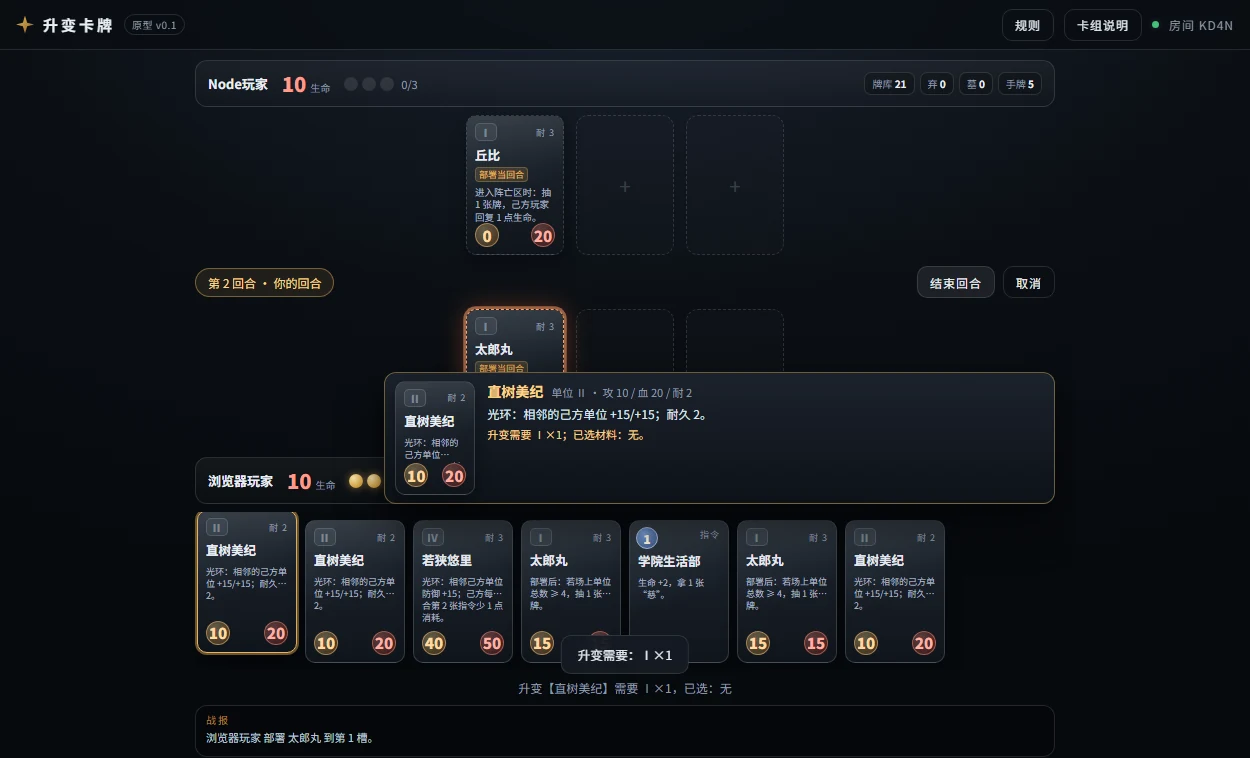 升变卡牌 原型 v0.1 规则 卡组说明 房间 KD4N
Node玩家 10 生命 0/3 牌库 21 弃 0 墓 0 手牌 5
I 耐 3
丘比
部署当回合
进入阵亡区时：抽
1 张牌，己方玩家
回复 1 点生命。
0 20
+ +
第 2 回合 · 你的回合 结束回合 取消
I 耐 3
太郎丸
部署当回合
II 耐 2
直树美纪
光环：相邻的
己方单位…
10 20
直树美纪 单位 II · 攻 10 / 血 20 / 耐 2
光环：相邻的己方单位 +15/+15；耐久 2。
升变需要 I ×1；已选材料：无。
浏览器玩家 10 生命
II 耐 2
直树美纪
光环：相邻的己方单
位 +15/+15；耐久…
2。
10 20
II 耐 2
直树美纪
光环：相邻的己方单
位 +15/+15；耐久…
2。
10 20
IV 耐 3
若狭悠里
光环：相邻己方单位
防御 +15；己方每…
合第 2 张指令少 1 点
消耗。
40 50
I 耐 3
太郎丸
部署后：若场上单位
总数 ≥ 4，抽 1 张…
牌。
15
1 指令
学院生活部
生命 +2，拿 1 张
“慈”。
I 耐 3
太郎丸
部署后：若场上单位
总数 ≥ 4，抽 1 张…
牌。
15 15
II 耐 2
直树美纪
光环：相邻的己方单
位 +15/+15；耐久…
2。
10 20
升变需要：I ×1
升变【直树美纪】需要 I ×1，已选：无
战报
浏览器玩家 部署 太郎丸 到第 1 槽。